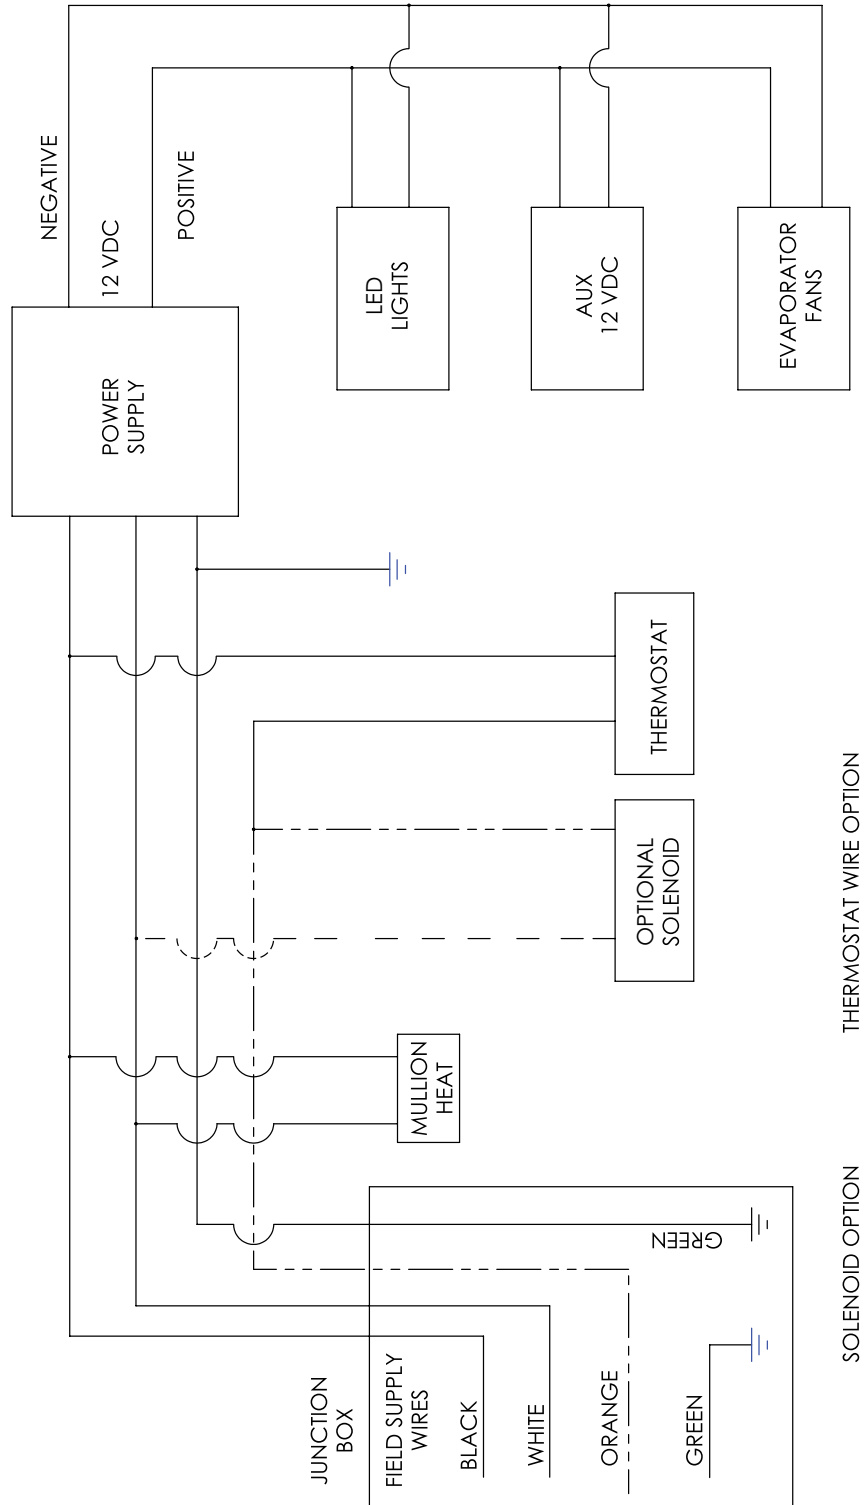 NEGATIVE
12 VDC
POSITIVE
POWER
SUPPLY
LED
LIGHTS
AUX
12 VDC
EVAPORATOR
FANS
THERMOSTAT
OPTIONAL
SOLENOID
MULLION
HEAT
JUNCTION
BOX
FIELD SUPPLY
WIRES
BLACK
WHITE
ORANGE
GREEN
GREEN
SOLENOID OPTION
THERMOSTAT WIRE OPTION